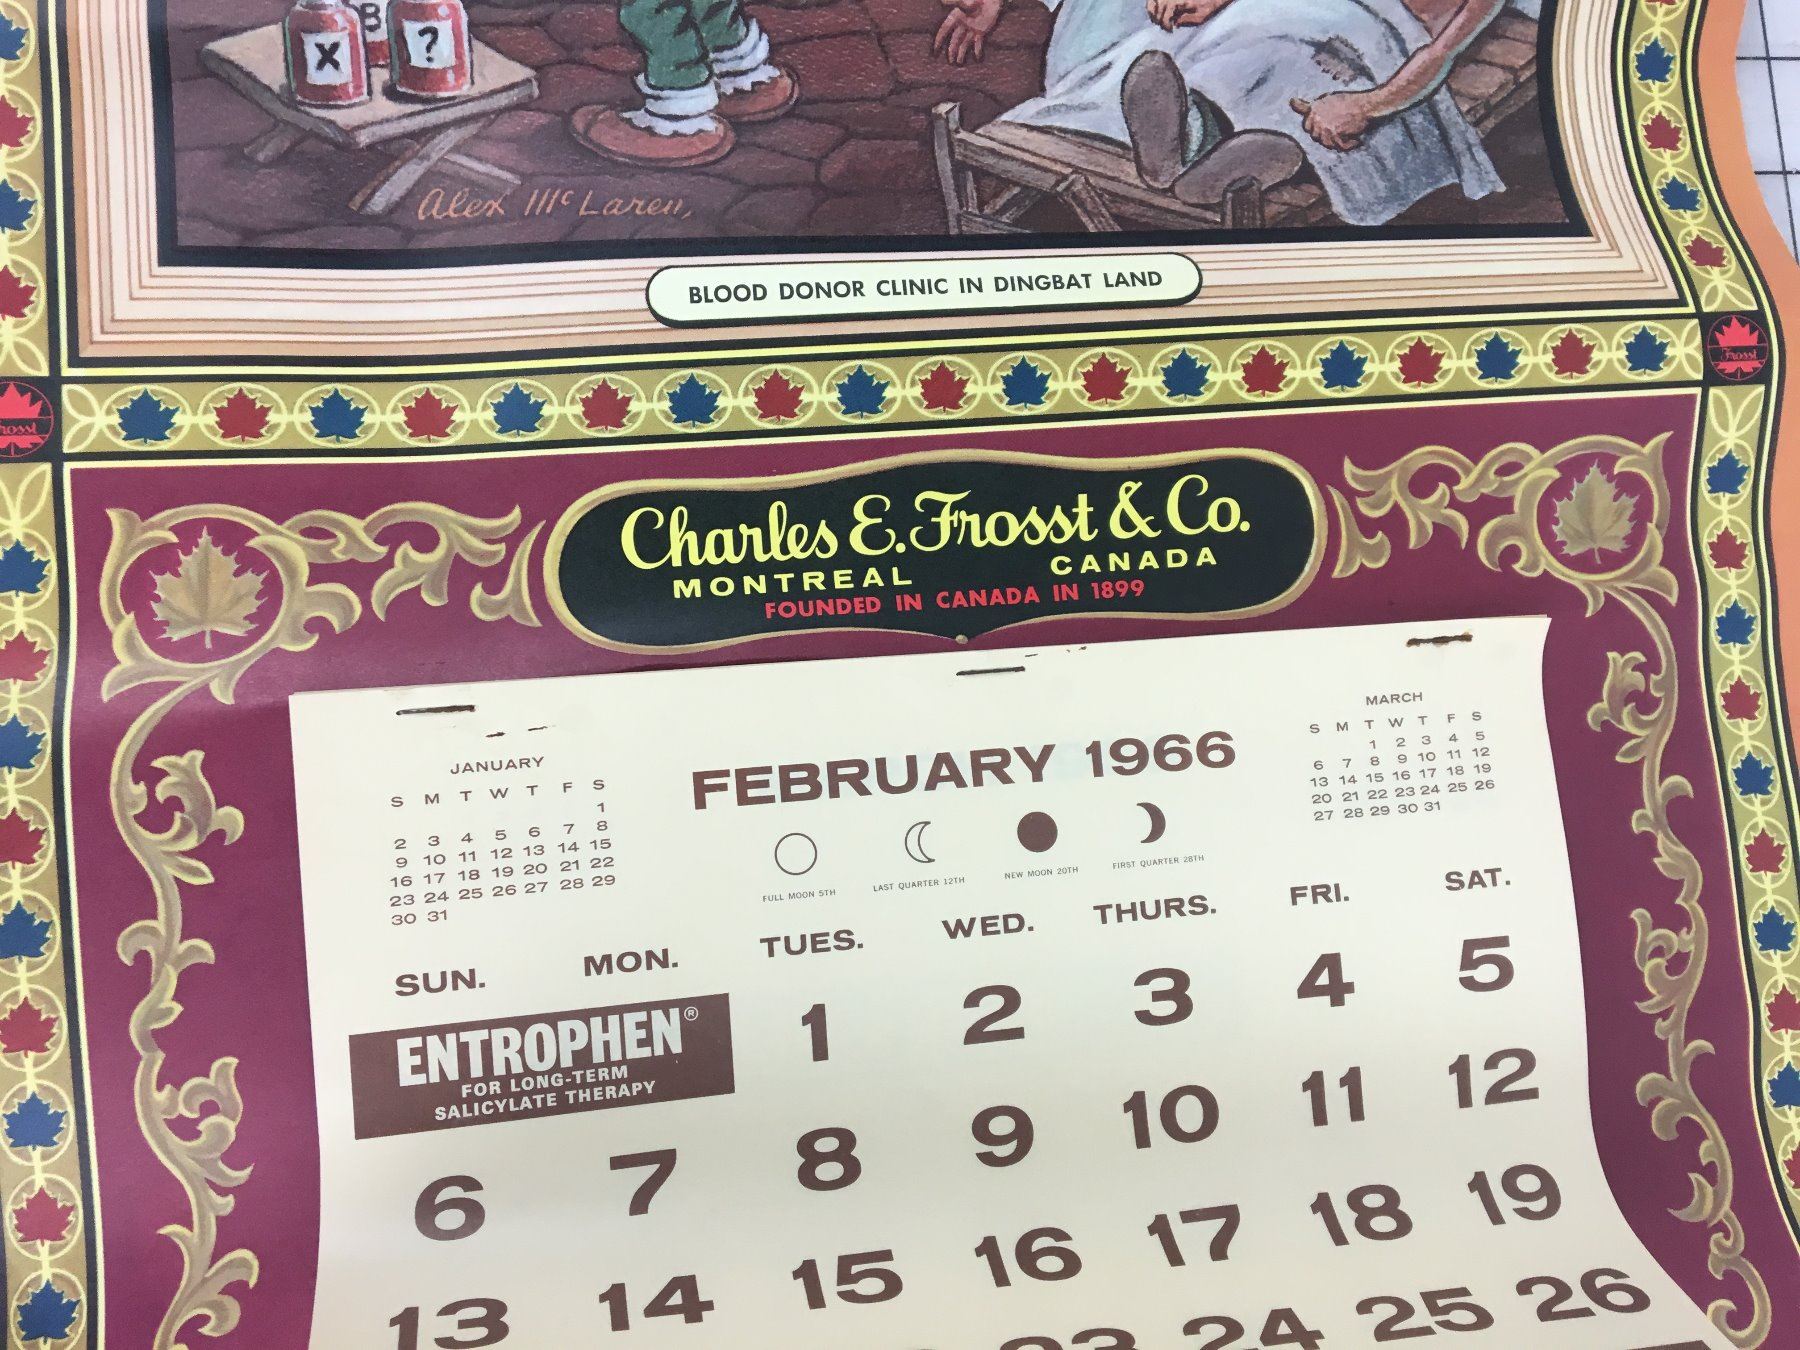 X
B
?
Alex McLaren,
BLOOD DONOR CLINIC IN DINGBAT LAND
Frosst
Frosst
Charles E. Frosst & Co.
MONTREAL CANADA
FOUNDED IN CANADA IN 1899
JANUARY
S M T W T F S
1
2 3 4 5 6 7 8
9 10 11 12 13 14 15
16 17 18 19 20 21 22
23 24 25 26 27 28 29
30 31
FEBRUARY 1966
FULL MOON 5TH
LAST QUARTER 12TH
NEW MOON 20TH
FIRST QUARTER 28TH
MARCH
S M T W T F S
1 2 3 4 5
6 7 8 9 10 11 12
13 14 15 16 17 18 19
20 21 22 23 24 25 26
27 28 29 30 31
SUN. MON. TUES. WED. THURS. FRI. SAT.
ENTROPHEN®
FOR LONG-TERM
SALICYLATE THERAPY
1 2 3 4 5
6 7 8 9 10 11 12
13 14 15 16 17 18 19
23 24 25 26